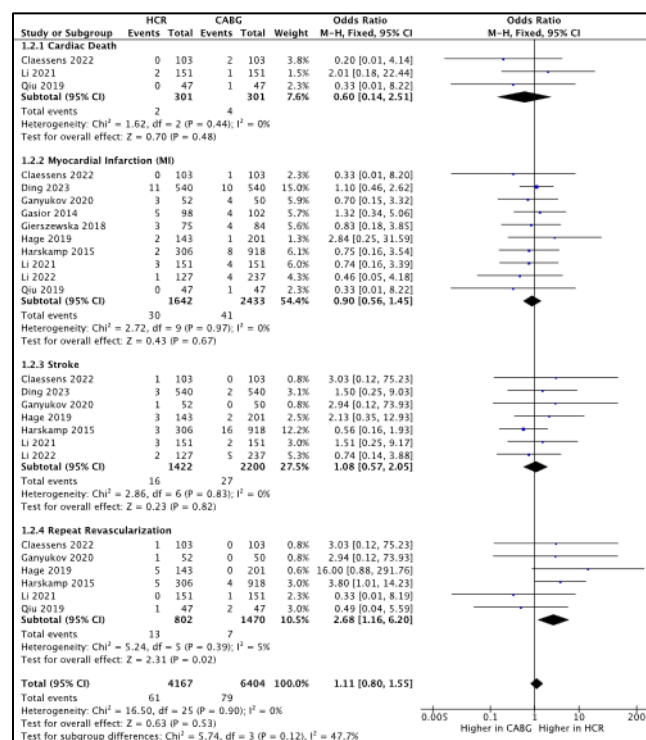 HCR CABG Odds Ratio Odds Ratio
Study or Subgroup Events Total Events Total Weight M-H, Fixed, 95% CI M-H, Fixed, 95% CI
1.2.1 Cardiac Death
Claessens 2022 0 103 2 103 3.8% 0.20 [0.01, 4.14]
Li 2021 2 151 1 151 1.1% 2.01 [0.18, 22.44]
Qiu 2019 0 47 1 47 2.7% 0.33 [0.01, 8.22]
Subtotal (95% CI) 301 301 7.6% 0.60 [0.14, 2.51]
Total events 2 4
Heterogeneity: Chi² = 1.62, df = 2 (P = 0.44); I² = 0%
Test for overall effect: Z = 0.70 (P = 0.48)
1.2.2 Myocardial Infarction (MI)
Claessens 2022 0 103 1 103 2.3% 0.33 [0.01, 8.20]
Ding 2023 11 540 10 540 15.0% 1.10 [0.46, 2.62]
Ganyukov 2020 3 52 4 50 5.9% 0.70 [0.15, 3.32]
Gasior 2014 5 98 4 102 5.7% 1.32 [0.34, 5.06]
Gierszewska 2018 3 75 4 84 5.5% 0.83 [0.18, 3.85]
Hage 2019 2 143 1 201 1.2% 2.84 [0.25, 31.59]
Harskamp 2015 2 306 8 918 6.1% 0.75 [0.16, 3.54]
Li 2021 3 151 4 151 6.0% 0.74 [0.16, 3.39]
Li 2022 1 127 4 237 4.2% 0.46 [0.05, 4.18]
Qiu 2019 0 47 1 47 2.3% 0.33 [0.01, 8.22]
Subtotal (95% CI) 1642 2433 54.4% 0.90 [0.56, 1.45]
Total events 30 41
Heterogeneity: Chi² = 2.72, df = 9 (P = 0.97); I² = 0%
Test for overall effect: Z = 0.43 (P = 0.67)
1.2.3 Stroke
Claessens 2022 1 103 0 103 0.8% 3.03 [0.12, 75.23]
Ding 2023 3 540 2 540 3.1% 1.50 [0.25, 9.03]
Ganyukov 2020 1 52 0 50 0.8% 2.94 [0.12, 73.93]
Hage 2019 3 143 2 201 2.5% 2.13 [0.35, 12.93]
Harskamp 2015 3 306 16 918 12.2% 0.56 [0.16, 1.93]
Li 2021 3 151 2 151 3.0% 1.51 [0.25, 9.17]
Li 2022 2 127 5 237 5.2% 0.74 [0.14, 3.88]
Subtotal (95% CI) 1422 2200 27.5% 1.08 [0.57, 2.05]
Total events 16 27
Heterogeneity: Chi² = 2.86, df = 6 (P = 0.83); I² = 0%
Test for overall effect: Z = 0.23 (P = 0.82)
1.2.4 Repeat Revascularization
Claessens 2022 1 103 0 103 0.8% 3.03 [0.12, 75.23]
Ganyukov 2020 1 52 0 50 0.8% 2.94 [0.12, 73.93]
Hage 2019 5 143 0 201 0.6% 16.00 [0.88, 291.76]
Harskamp 2015 5 306 4 918 3.0% 3.80 [1.01, 14.23]
Li 2021 0 151 1 151 2.3% 0.33 [0.01, 8.19]
Qiu 2019 1 47 2 47 3.0% 0.49 [0.04, 5.59]
Subtotal (95% CI) 802 1470 10.5% 2.68 [1.16, 6.20]
Total events 13 7
Heterogeneity: Chi² = 5.24, df = 5 (P = 0.39); I² = 5%
Test for overall effect: Z = 2.31 (P = 0.02)
Total (95% CI) 4167 6404 100.0% 1.11 [0.80, 1.55]
Total events 61 79
Heterogeneity: Chi² = 16.50, df = 25 (P = 0.90); I² = 0%
Test for overall effect: Z = 0.63 (P = 0.53)
Test for subgroup differences: Chi² = 5.74, df = 3 (P = 0.12), I² = 47.7%
0.005 0.1 1 10 200
Higher in CABG Higher in HCR